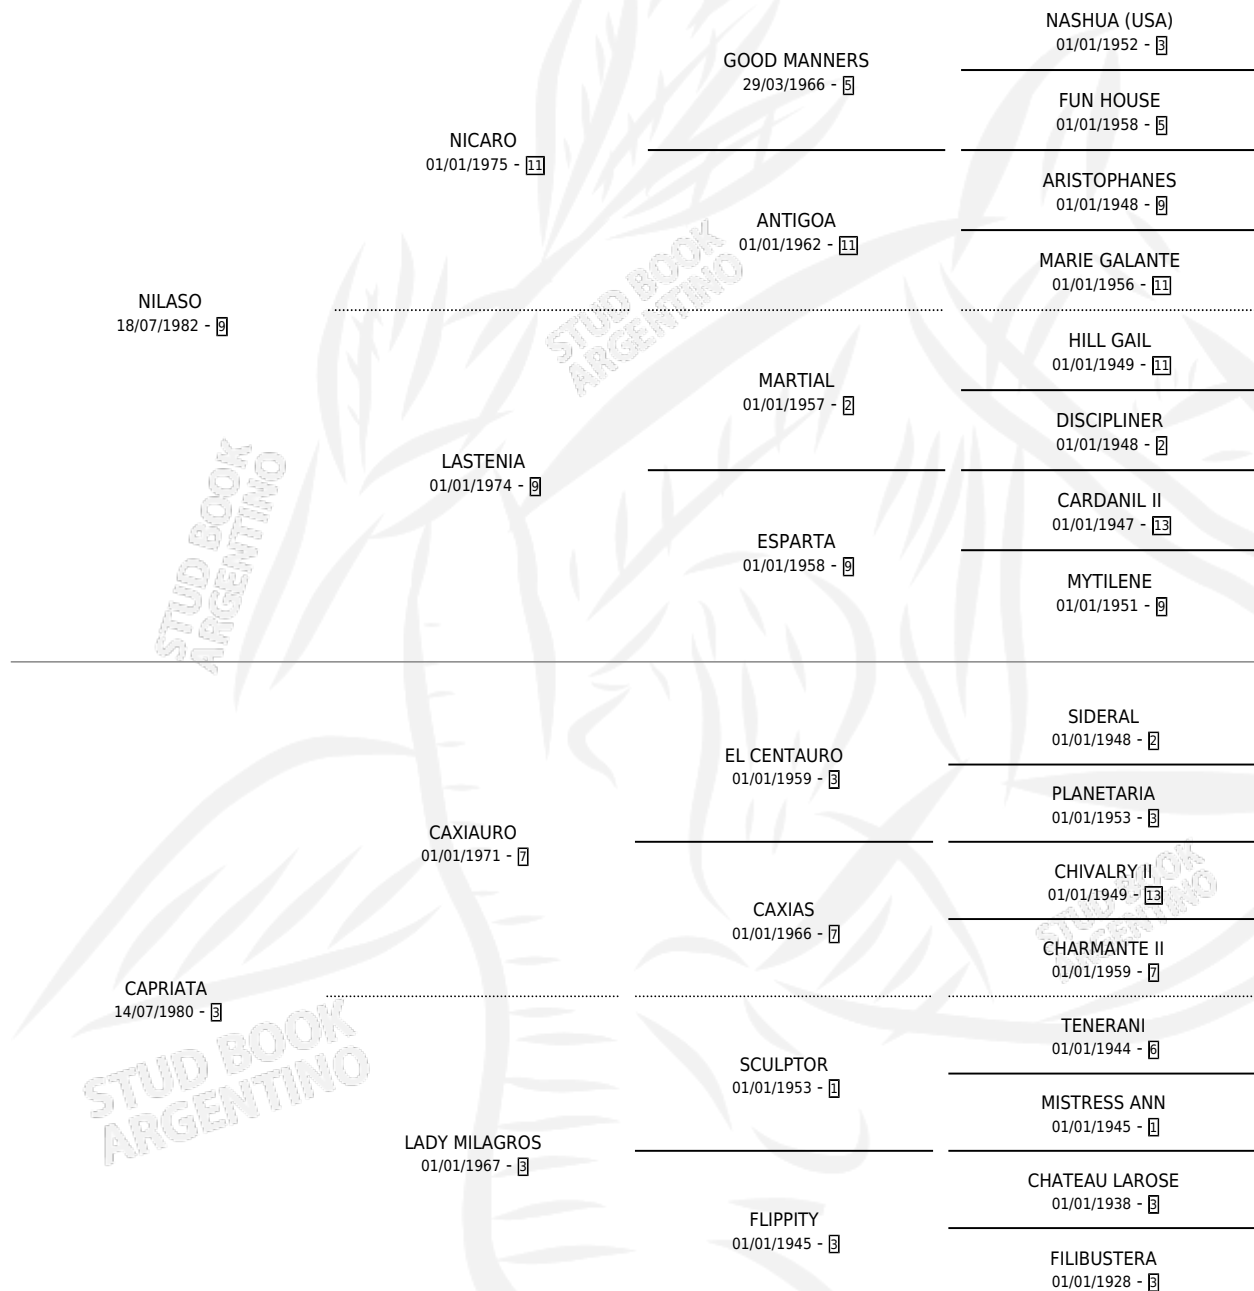 NASHUA (USA)
01/01/1952 - 3
GOOD MANNERS
29/03/1966 - 5
FUN HOUSE
01/01/1958 - 5
NICARO
01/01/1975 - 11
ARISTOPHANES
01/01/1948 - 9
ANTIGOA
01/01/1962 - 11
MARIE GALANTE
01/01/1956 - 11
NILASO
18/07/1982 - 9
HILL GAIL
01/01/1949 - 11
MARTIAL
01/01/1957 - 2
DISCIPLINER
01/01/1948 - 2
LASTENIA
01/01/1974 - 9
CARDANIL II
01/01/1947 - 13
ESPARTA
01/01/1958 - 9
MYTILENE
01/01/1951 - 9
STUD BOOK
ARGENTINO
STUD BOOK
ARGENTINO
SIDERAL
01/01/1948 - 2
EL CENTAURO
01/01/1959 - 3
PLANETARIA
01/01/1953 - 3
CAXIAURO
01/01/1971 - 7
CHIVALRY II
01/01/1949 - 13
CAXIAS
01/01/1966 - 7
CHARMANTE II
01/01/1959 - 7
STUD BOOK
ARGENTINO
CAPRIATA
14/07/1980 - 3
TENERANI
01/01/1944 - 6
SCULPTOR
01/01/1953 - 1
MISTRESS ANN
01/01/1945 - 1
LADY MILAGROS
01/01/1967 - 3
CHATEAU LAROSE
01/01/1938 - 3
FLIPPITY
01/01/1945 - 3
FILIBUSTERA
01/01/1928 - 3
STUD BOOK
ARGENTINO